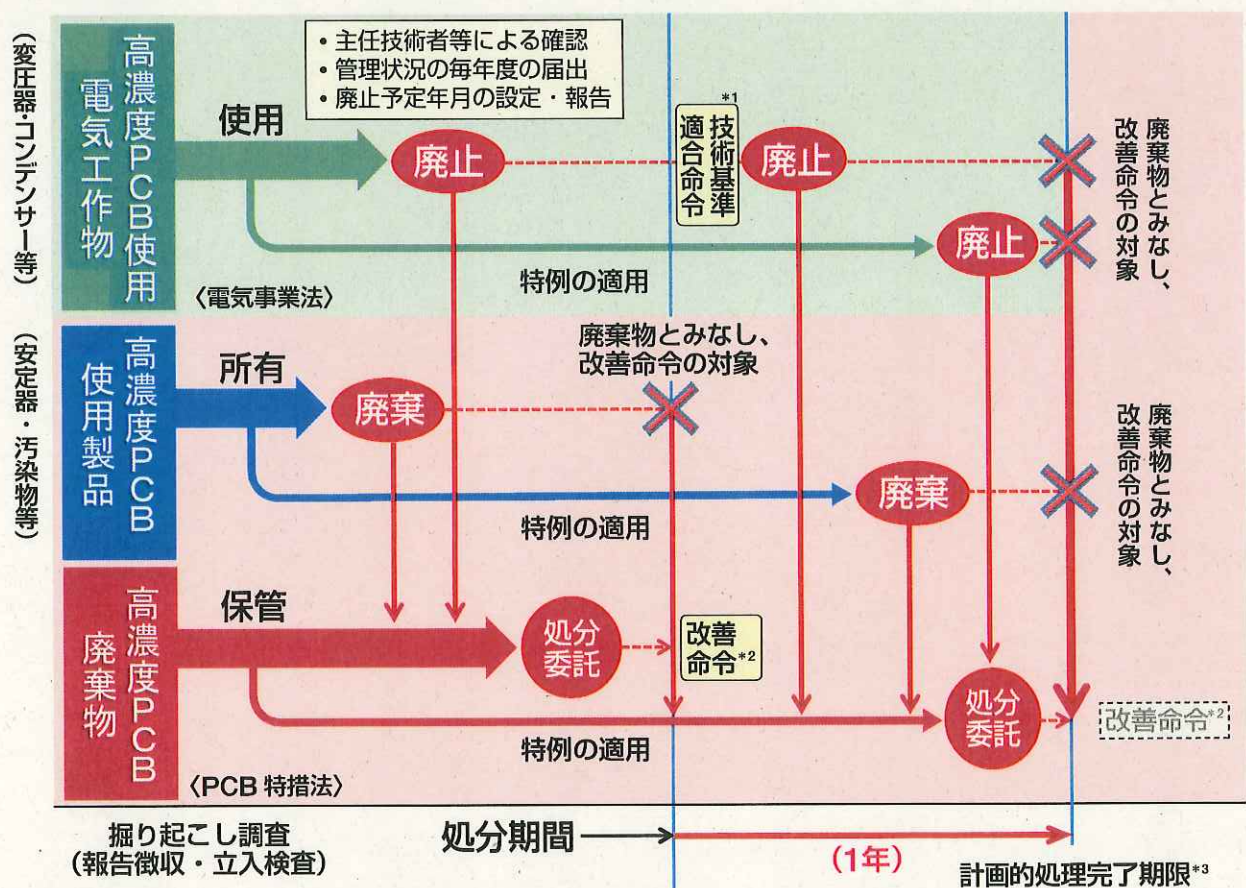 （変圧器・コンデンサー等）
高濃度PCB使用
電気工作物
・主任技術者等による確認
・管理状況の毎年度の届出
・廃止予定年月の設定・報告
使用
廃止
技術基準*1
適合命令
廃止
廃止
特例の適用
〈電気事業法〉
廃棄物とみなし、
改善命令の対象
（安定器・汚染物等）
高濃度PCB
使用製品
所有
廃棄
廃棄物とみなし、
改善命令の対象
廃棄
特例の適用
廃棄物とみなし、
改善命令の対象
高濃度PCB
廃棄物
保管
処分
委託
改善
命令*2
処分
委託
改善命令*2
特例の適用
〈PCB 特措法〉
掘り起こし調査
（報告徴収・立入検査）
処分期間
（1年）
計画的処理完了期限*3